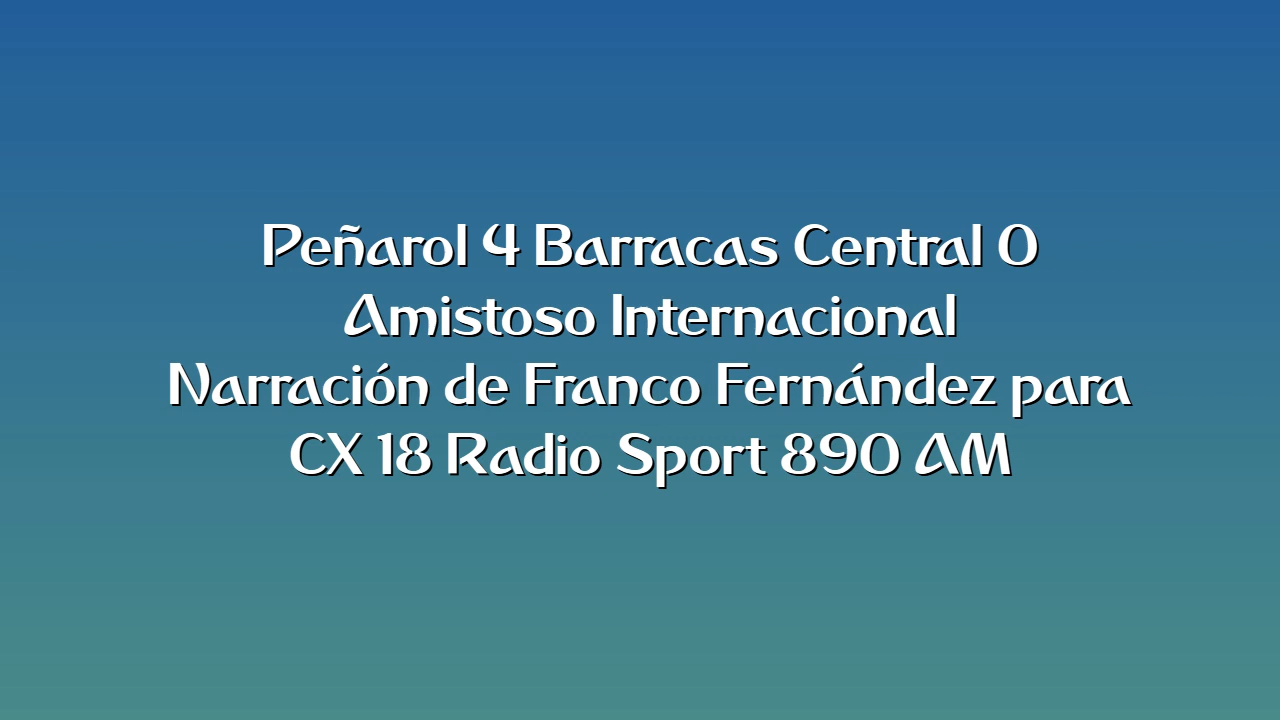 Peñarol 4 Barracas Central 0
Amistoso Internacional
Narración de Franco Fernández para
CX 18 Radio Sport 890 AM